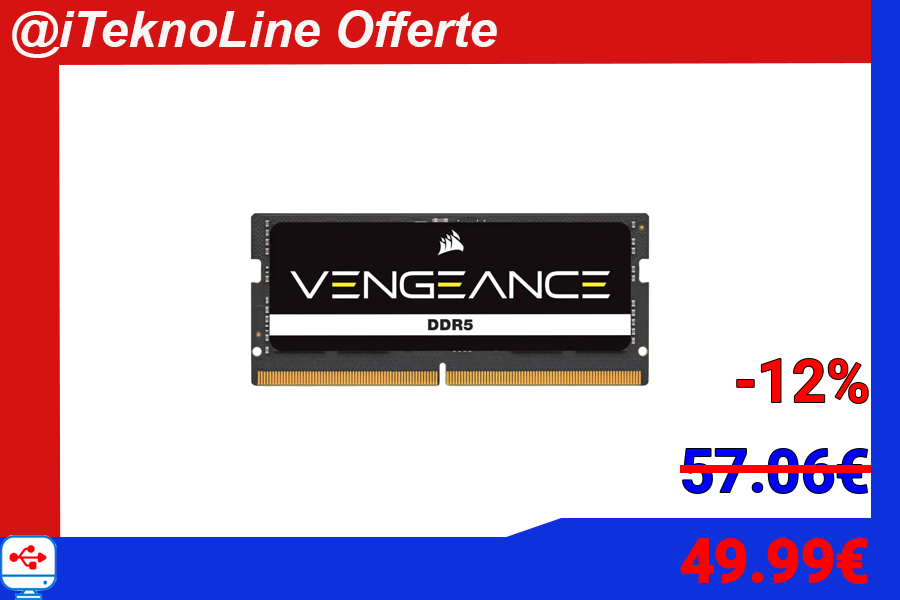 @iTeknoLine Offerte
VENGEANCE
DDR5
-12%
57.06€
49.99€